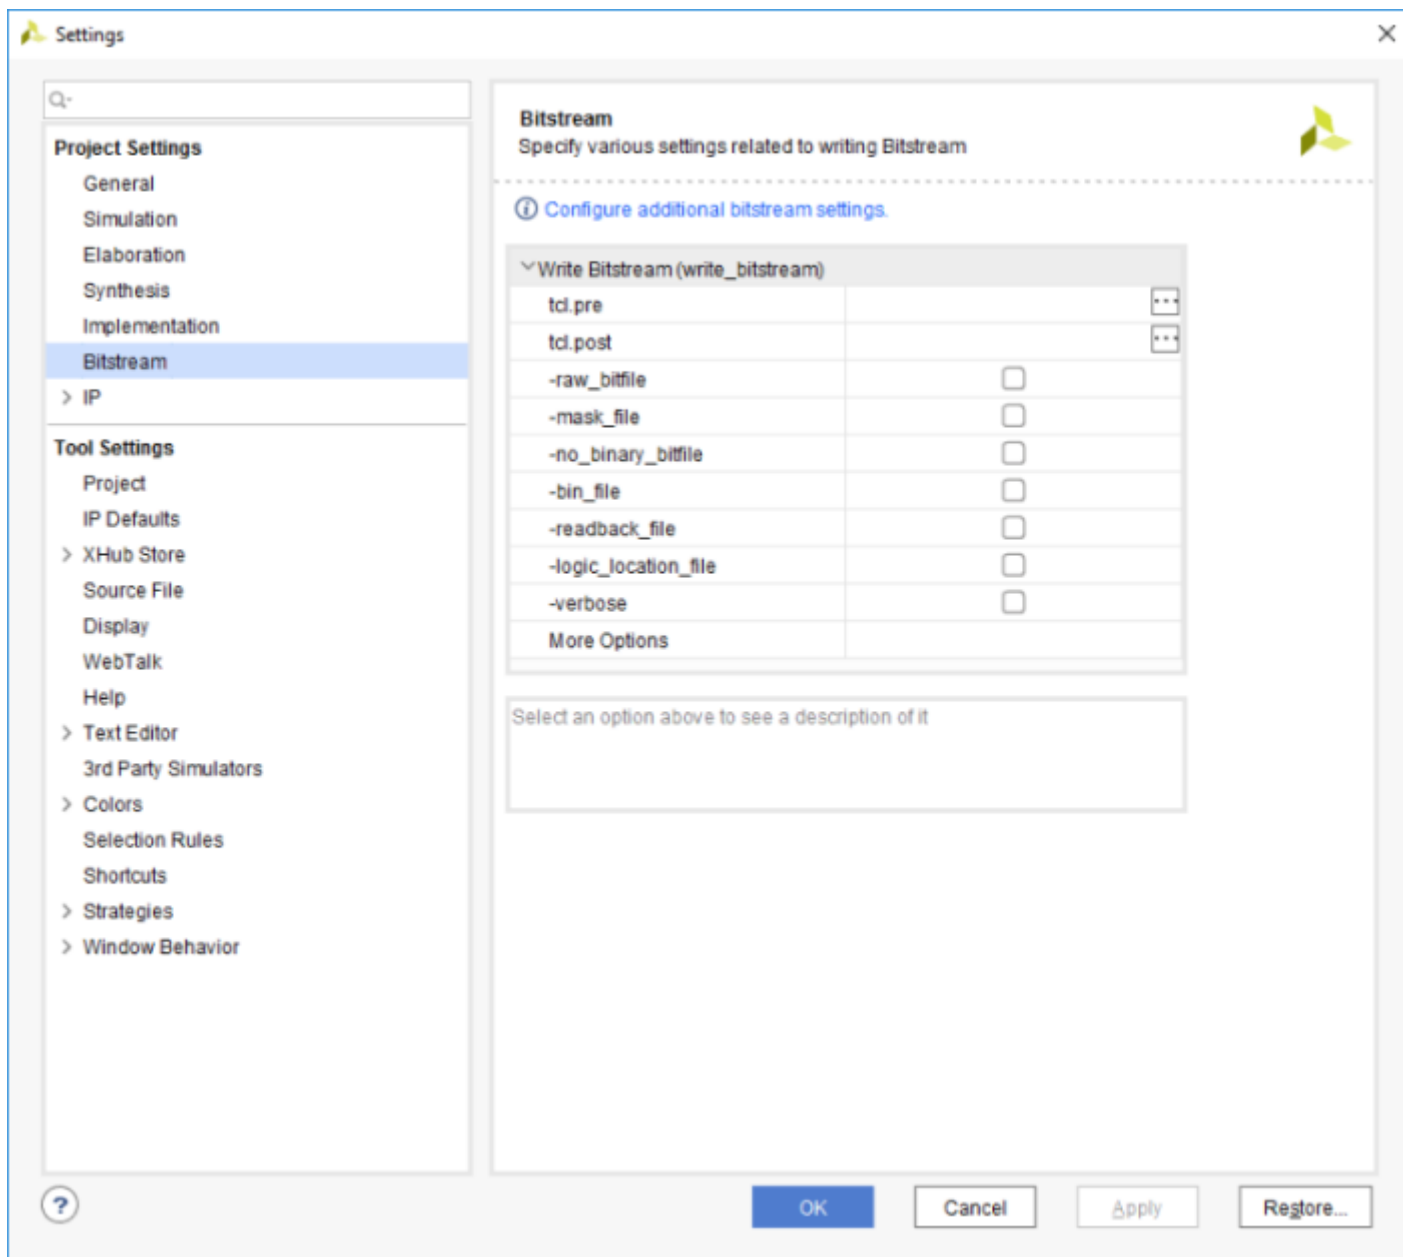 Settings
Project Settings
General
Simulation
Elaboration
Synthesis
Implementation
Bitstream
IP
Tool Settings
Project
IP Defaults
XHub Store
Source File
Display
WebTalk
Help
Text Editor
3rd Party Simulators
Colors
Selection Rules
Shortcuts
Strategies
Window Behavior
Bitstream
Specify various settings related to writing Bitstream
Configure additional bitstream settings.
Write Bitstream (write_bitstream)
tcl.pre
tcl.post
-raw_bitfile
-mask_file
-no_binary_bitfile
-bin_file
-readback_file
-logic_location_file
-verbose
More Options
Select an option above to see a description of it
? OK Cancel Apply Restore...